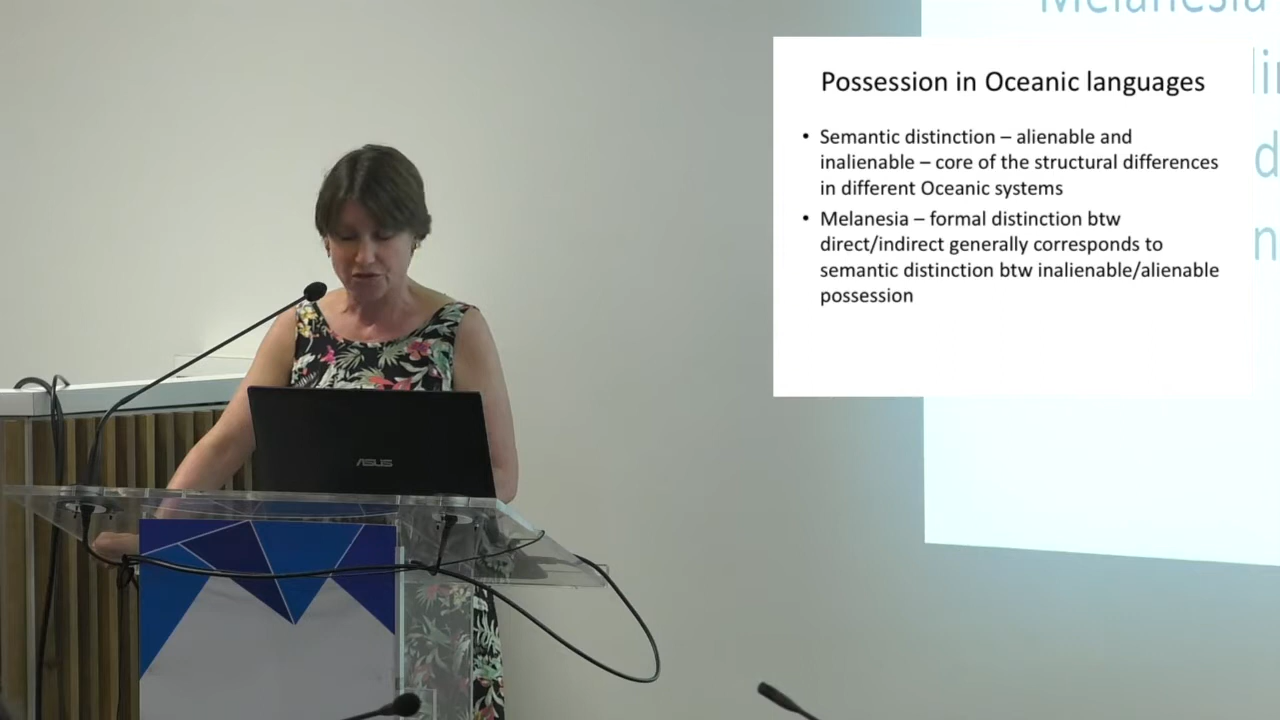 Melanesia
Possession in Oceanic languages
• Semantic distinction – alienable and
inalienable – core of the structural differences
in different Oceanic systems
• Melanesia – formal distinction btw
direct/indirect generally corresponds to
semantic distinction btw inalienable/alienable
possession
ASUS